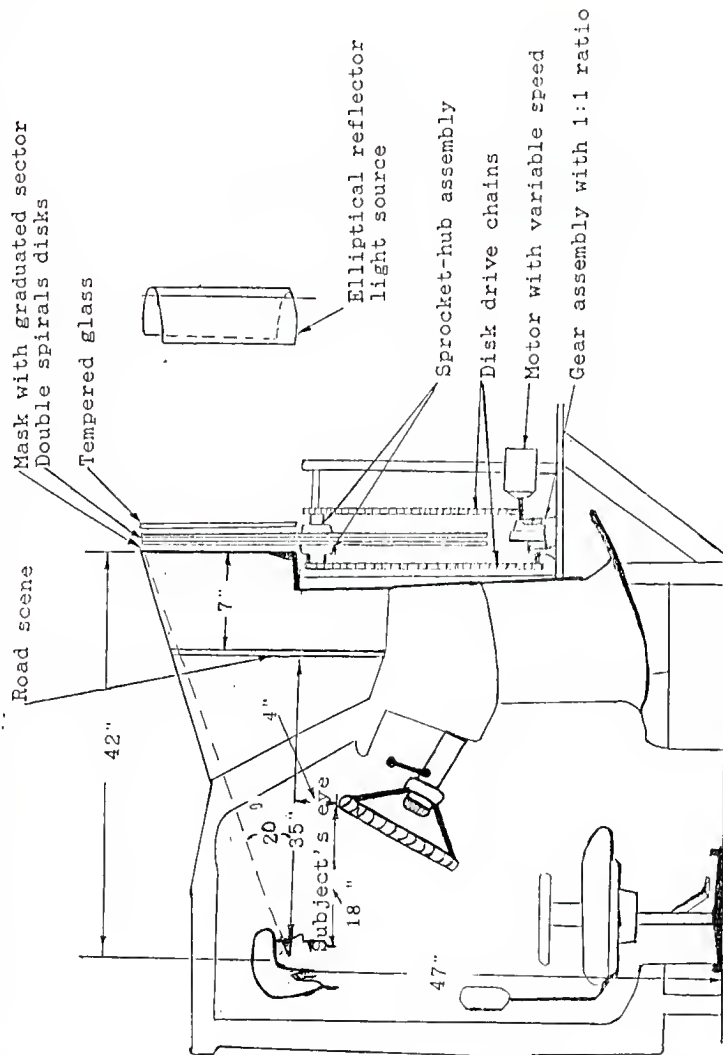 Mask with graduated sector
Double spirals disks
Tempered glass
Elliptical reflector
light source
Sprocket-hub assembly
Disk drive chains
Motor with variable speed
Gear assembly with 1:1 ratio
Road scene
42"
7"
4"
20°
35"
Subject's eye
18"
47"